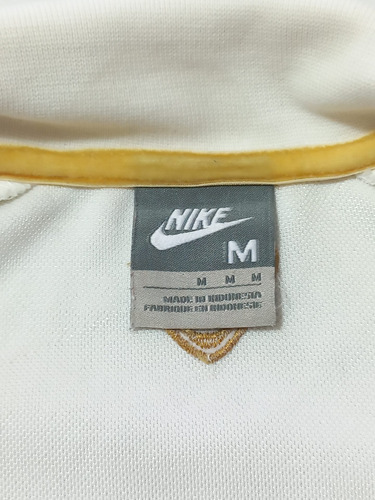 NIKE
M
M M M
MADE IN INDONESIA
FABRIQUE EN INDONESIE